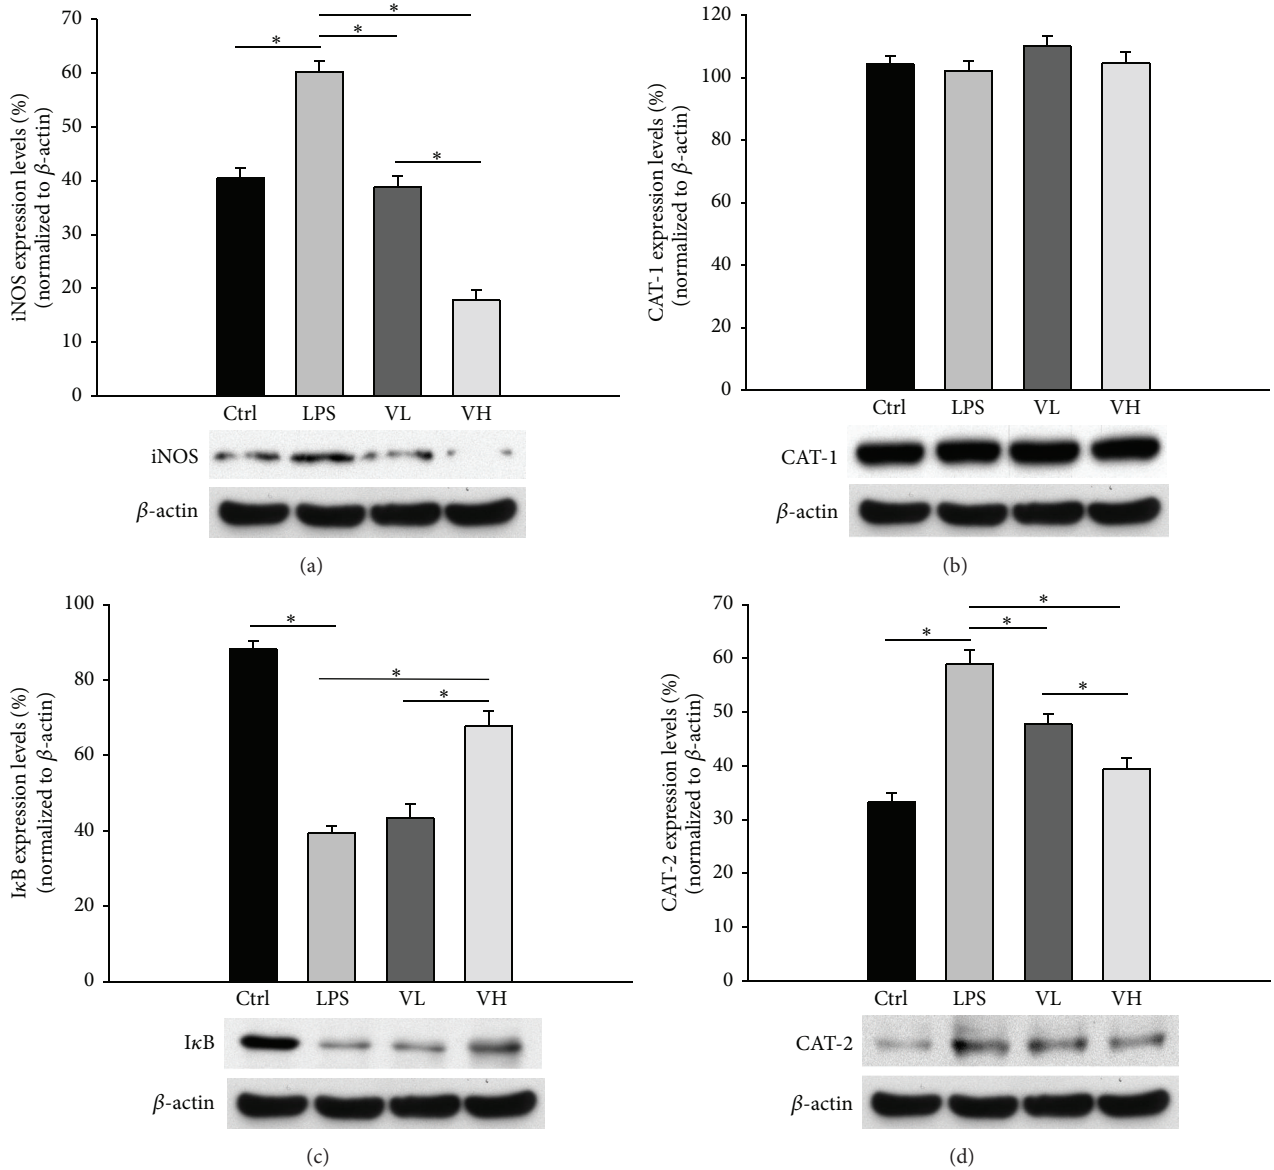 iNOS expression levels (%)
(normalized to β-actin)
70
60
50
40
30
20
10
0
*
*
*
*
Ctrl LPS VL VH
iNOS
β-actin
(a)
CAT-1 expression levels (%)
(normalized to β-actin)
120
100
80
60
40
20
0
Ctrl LPS VL VH
CAT-1
β-actin
(b)
IκB expression levels (%)
(normalized to β-actin)
100
80
60
40
20
0
*
*
*
Ctrl LPS VL VH
IκB
β-actin
(c)
CAT-2 expression levels (%)
(normalized to β-actin)
70
60
50
40
30
20
10
0
*
*
*
*
Ctrl LPS VL VH
CAT-2
β-actin
(d)